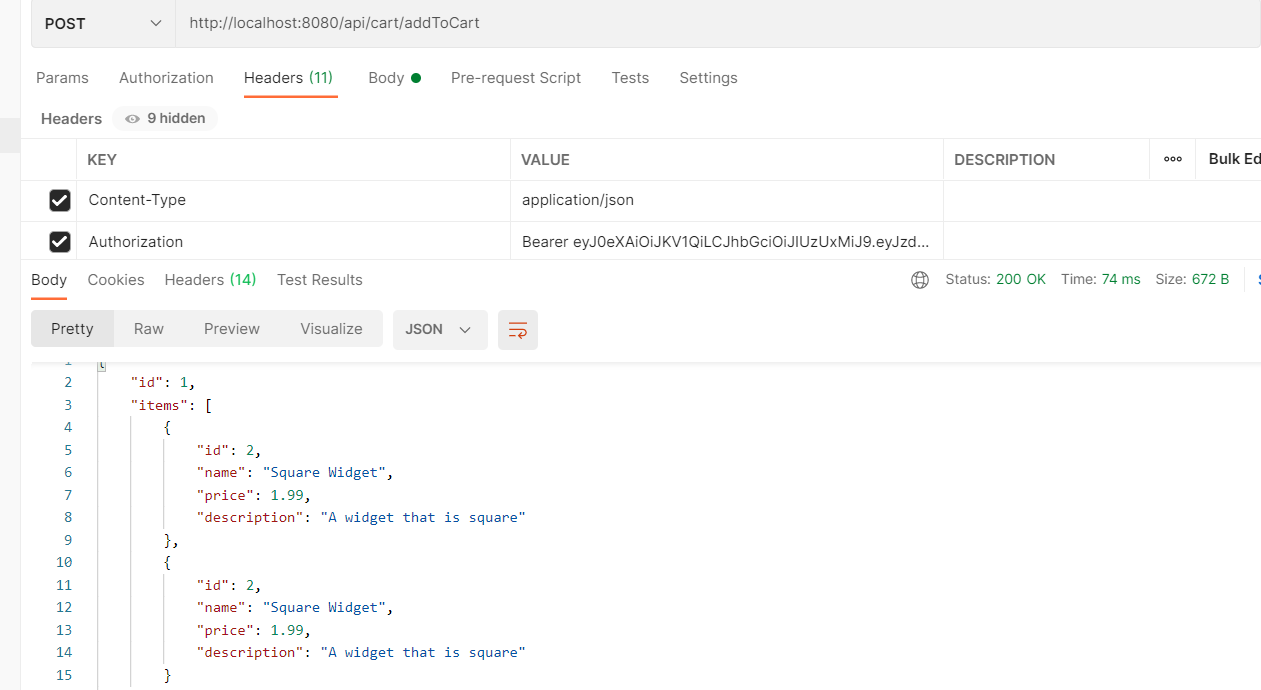 POST http://localhost:8080/api/cart/addToCart
Params Authorization Headers (11) Body Pre-request Script Tests Settings
Headers 9 hidden
KEY VALUE DESCRIPTION ooo Bulk Ed
Content-Type application/json
Authorization Bearer eyJ0eXAiOiJKV1QiLCJhbGciOiJIUzUxMiJ9.eyJzd...
Body Cookies Headers (14) Test Results Status: 200 OK Time: 74 ms Size: 672 B
Pretty Raw Preview Visualize JSON
1 {
2 "id": 1,
3 "items": [
4 {
5 "id": 2,
6 "name": "Square Widget",
7 "price": 1.99,
8 "description": "A widget that is square"
9 },
10 {
11 "id": 2,
12 "name": "Square Widget",
13 "price": 1.99,
14 "description": "A widget that is square"
15 }